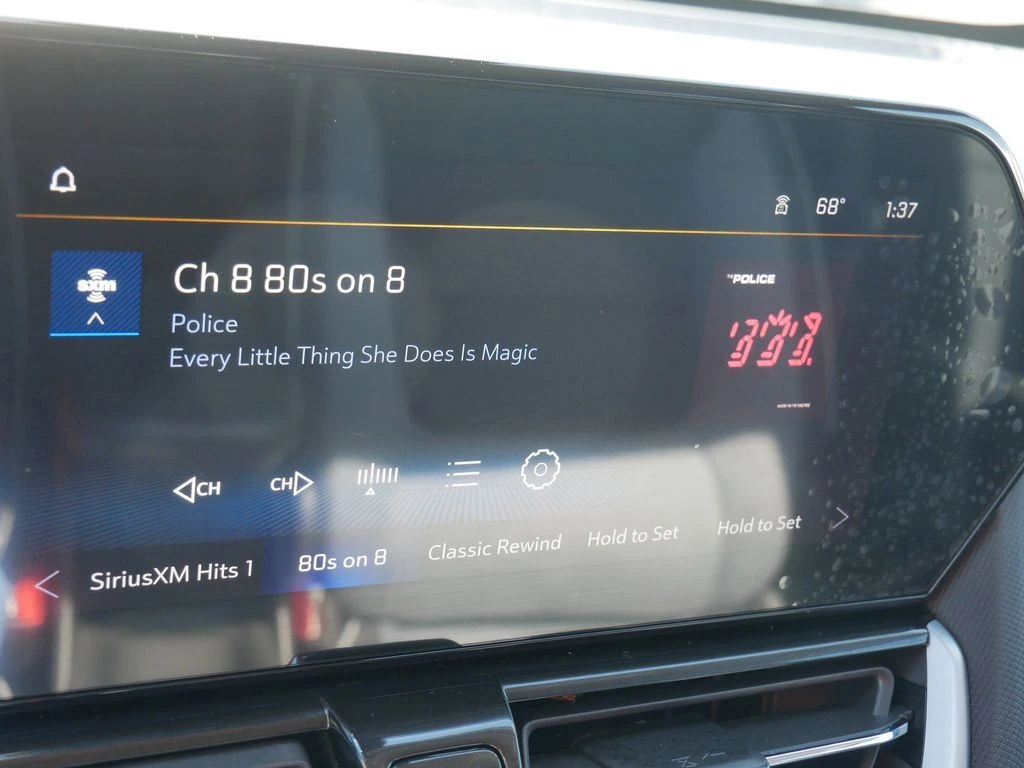 68° 1:37
sxm
Ch 8 80s on 8
Police
Every Little Thing She Does Is Magic
THE POLICE
CH CH
SiriusXM Hits 1 80s on 8 Classic Rewind Hold to Set Hold to Set